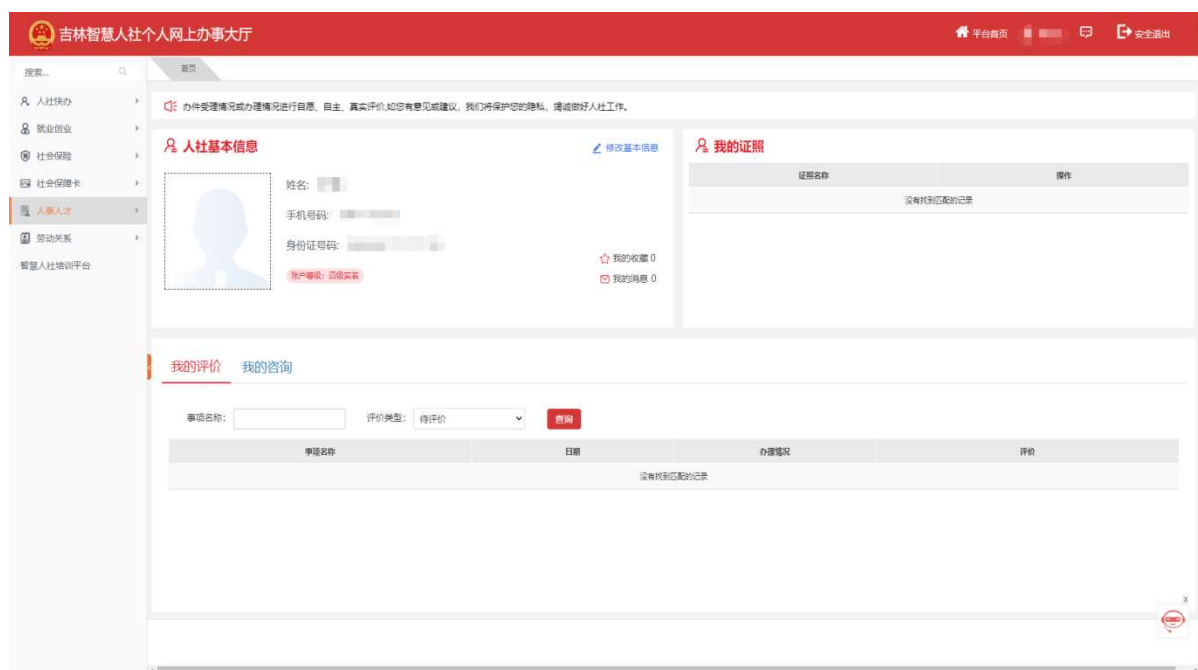 吉林智慧人社个人网上办事大厅
平台首页
安全退出
搜索...
首页
人社快办
就业创业
社会保险
社会保障卡
人事人才
劳动关系
智慧人社培训平台
办件受理情况或办理情况进行自愿、自主、真实评价,如您有意见或建议，我们将保护您的隐私，竭诚做好人社工作。
人社基本信息
修改基本信息
姓名:
手机号码:
身份证号码:
账户等级：四级实名
我的收藏 0
我的消息 0
我的证照
证照名称 操作
没有找到匹配的记录
我的评价 我的咨询
事项名称: 评价类型: 待评价 查询
事项名称 日期 办理情况 评价
没有找到匹配的记录
X